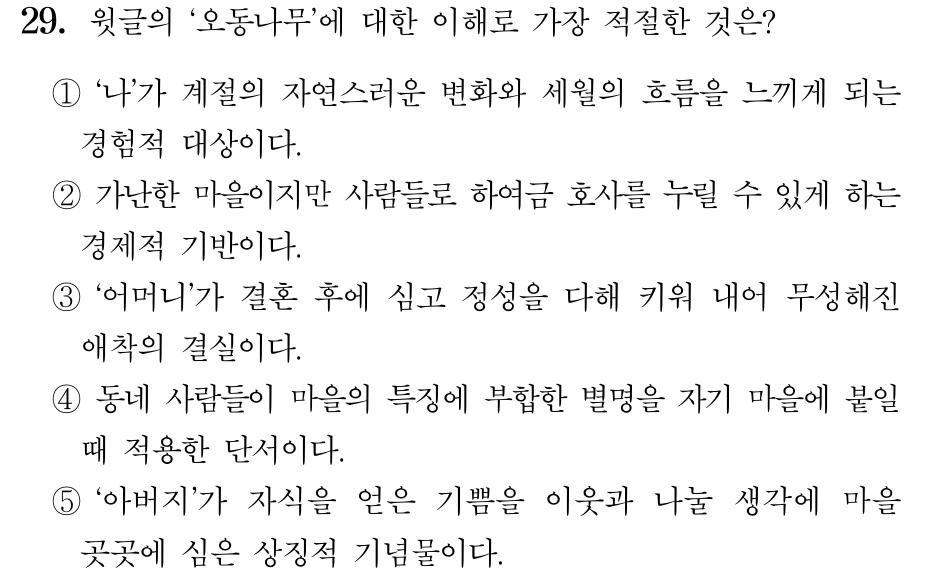 29. 윗글의 ‘오동나무’에 대한 이해로 가장 적절한 것은?
① ‘나’가 계절의 자연스러운 변화와 세월의 흐름을 느끼게 되는
경험적 대상이다.
② 가난한 마을이지만 사람들로 하여금 호사를 누릴 수 있게 하는
경제적 기반이다.
③ ‘어머니’가 결혼 후에 심고 정성을 다해 키워 내어 무성해진
애착의 결실이다.
④ 동네 사람들이 마을의 특징에 부합한 별명을 자기 마을에 붙일
때 적용한 단서이다.
⑤ ‘아버지’가 자식을 얻은 기쁨을 이웃과 나눌 생각에 마을
곳곳에 심은 상징적 기념물이다.